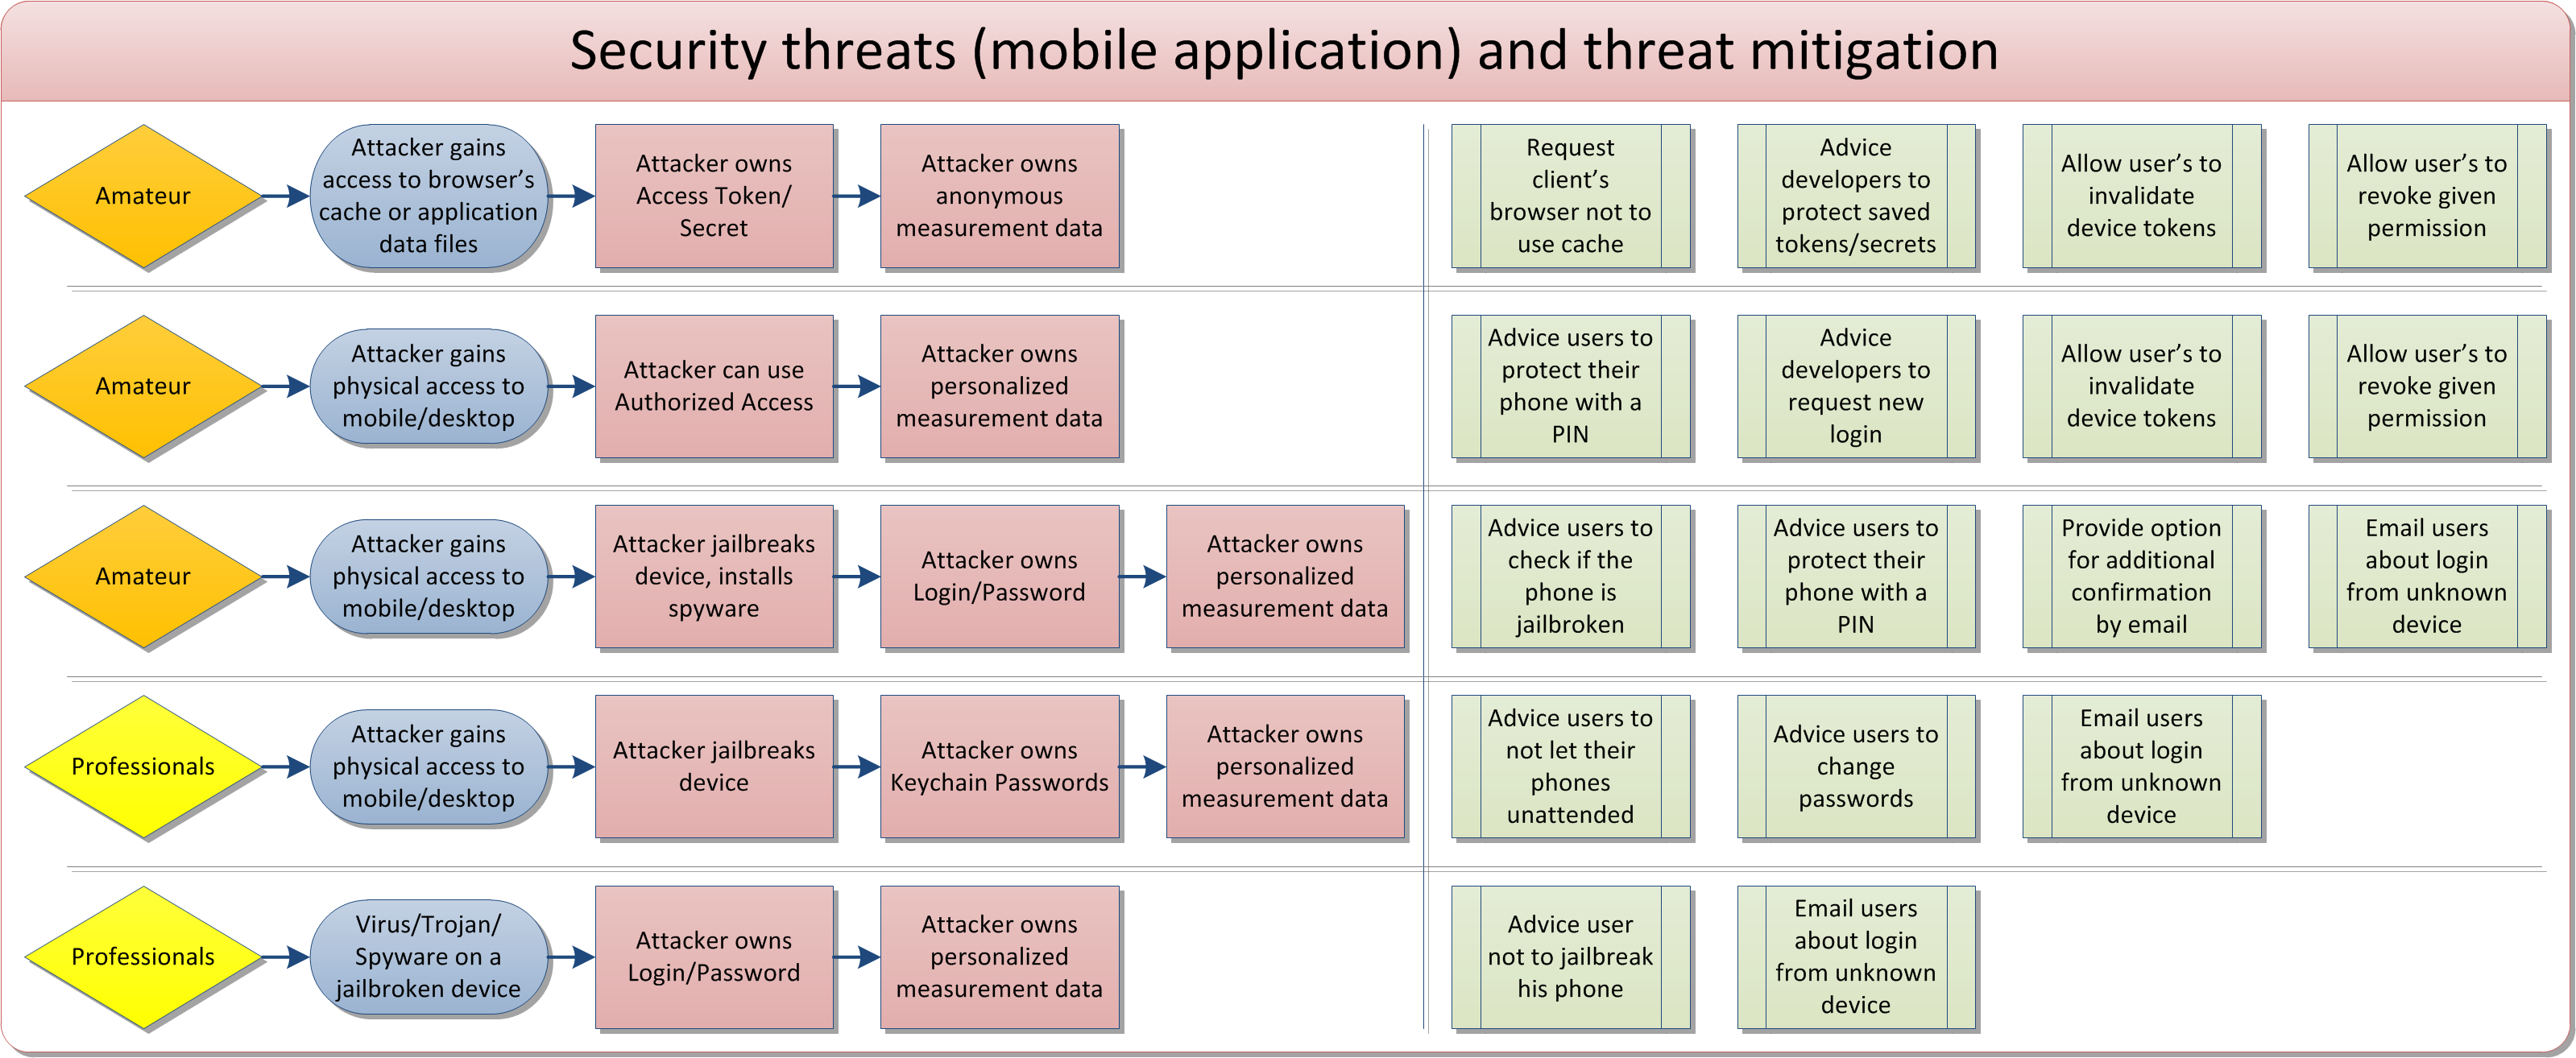 Security threats (mobile application) and threat mitigation
Amateur
Attacker gains
access to browser's
cache or application
data files
Attacker owns
Access Token/
Secret
Attacker owns
anonymous
measurement data
Request
client’s
browser not to
use cache
Advice
developers to
protect saved
tokens/secrets
Allow user’s to
invalidate
device tokens
Allow user’s to
revoke given
permission
Amateur
Attacker gains
physical access to
mobile/desktop
Attacker can use
Authorized Access
Attacker owns
personalized
measurement data
Advice users to
protect their
phone with a
PIN
Advice
developers to
request new
login
Allow user’s to
invalidate
device tokens
Allow user’s to
revoke given
permission
Amateur
Attacker gains
physical access to
mobile/desktop
Attacker jailbreaks
device, installs
spyware
Attacker owns
Login/Password
Attacker owns
personalized
measurement data
Advice users to
check if the
phone is
jailbroken
Advice users to
protect their
phone with a
PIN
Provide option
for additional
confirmation
by email
Email users
about login
from unknown
device
Professionals
Attacker gains
physical access to
mobile/desktop
Attacker jailbreaks
device
Attacker owns
Keychain Passwords
Attacker owns
personalized
measurement data
Advice users to
not let their
phones
unattended
Advice users to
change
passwords
Email users
about login
from unknown
device
Professionals
Virus/Trojan/
Spyware on a
jailbroken device
Attacker owns
Login/Password
Attacker owns
personalized
measurement data
Advice user
not to jailbreak
his phone
Email users
about login
from unknown
device